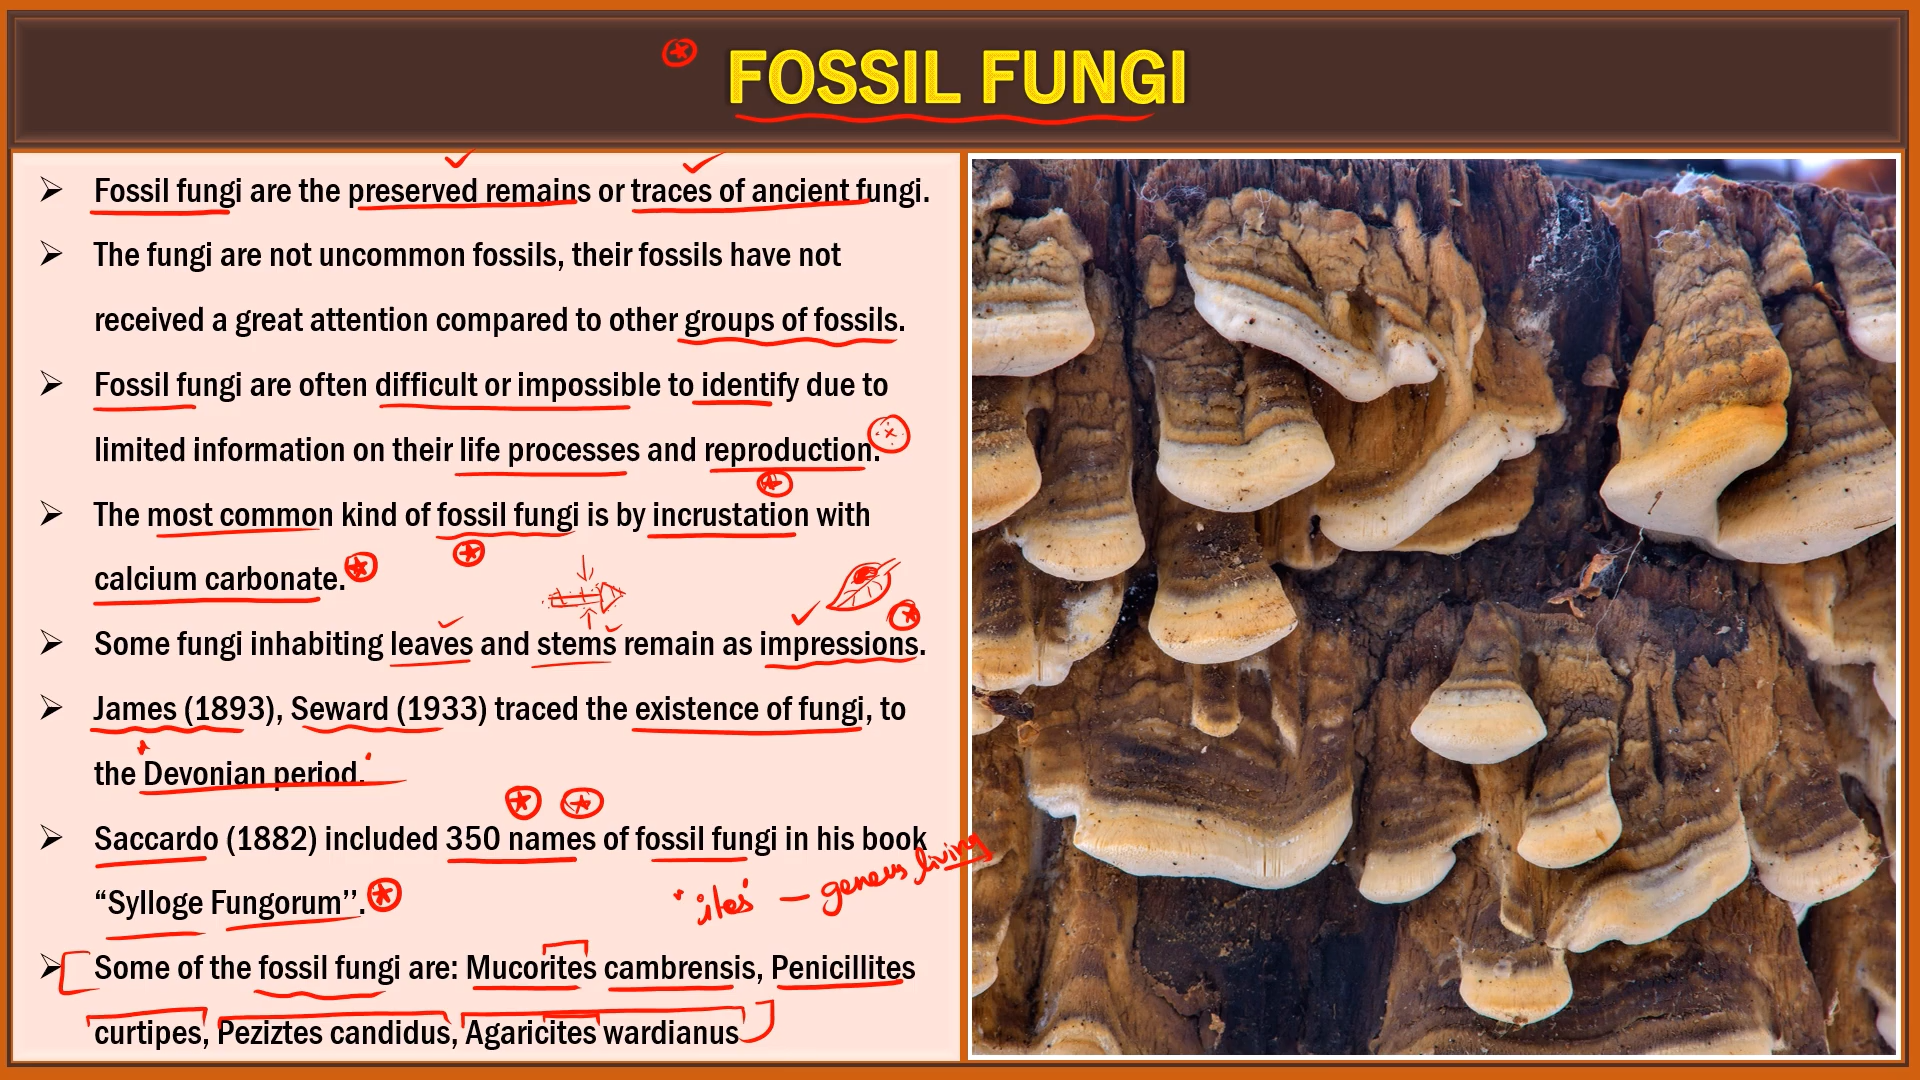 FOSSIL FUNGI
➢ Fossil fungi are the preserved remains or traces of ancient fungi.
➢ The fungi are not uncommon fossils, their fossils have not
received a great attention compared to other groups of fossils.
➢ Fossil fungi are often difficult or impossible to identify due to
limited information on their life processes and reproduction.
➢ The most common kind of fossil fungi is by incrustation with
calcium carbonate.
➢ Some fungi inhabiting leaves and stems remain as impressions.
➢ James (1893), Seward (1933) traced the existence of fungi, to
the Devonian period.
➢ Saccardo (1882) included 350 names of fossil fungi in his book
“Sylloge Fungorum’’.
"ites" — genus living
➢ Some of the fossil fungi are: Mucorites cambrensis, Penicillites
curtipes, Peziztes candidus, Agaricites wardianus